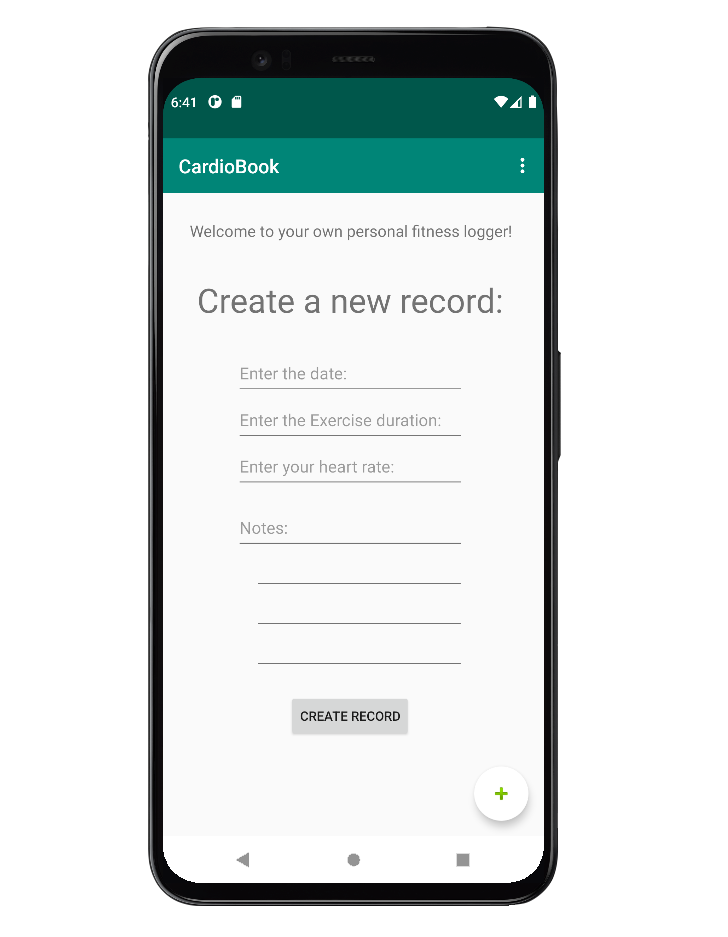 6:41
CardioBook
Welcome to your own personal fitness logger!
Create a new record:
Enter the date:
Enter the Exercise duration:
Enter your heart rate:
Notes:
CREATE RECORD
+